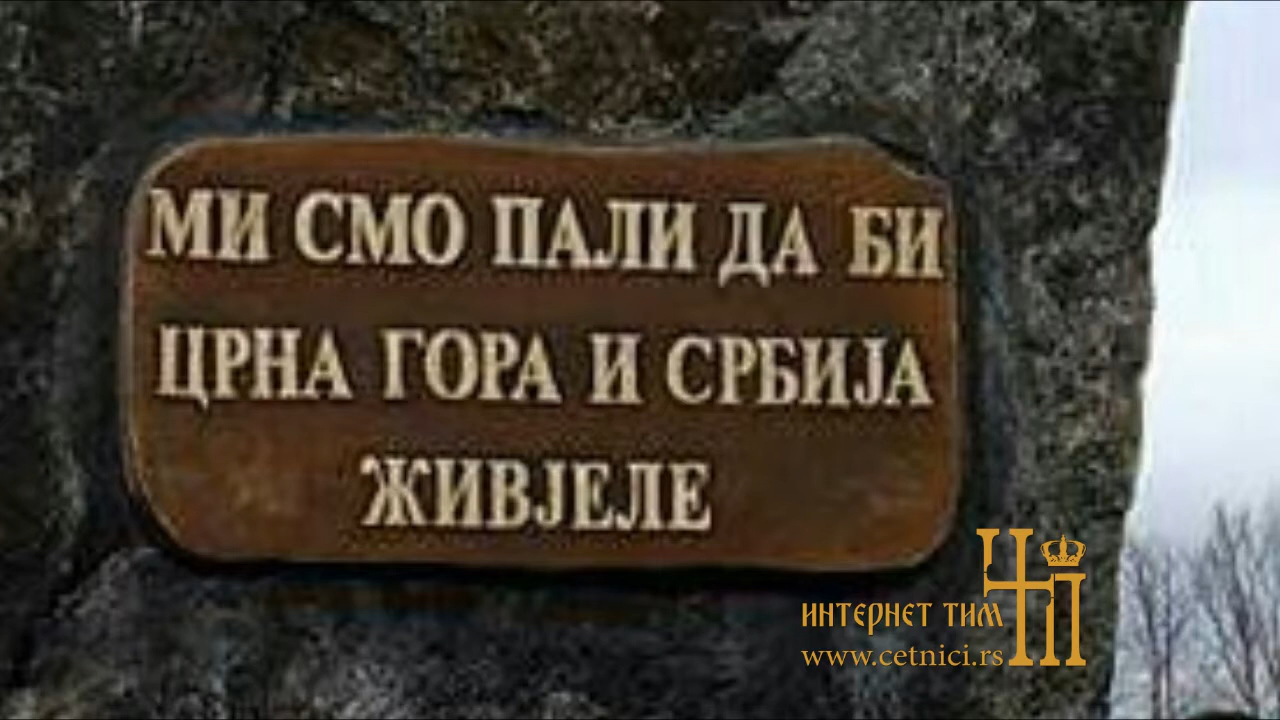 МИ СМО ПАЛИ ДА БИ
ЦРНА ГОРА И СРБИЈА
ЖИВЈЕЛЕ
ИНТЕРНЕТ ТИМ
www.cetnici.rs